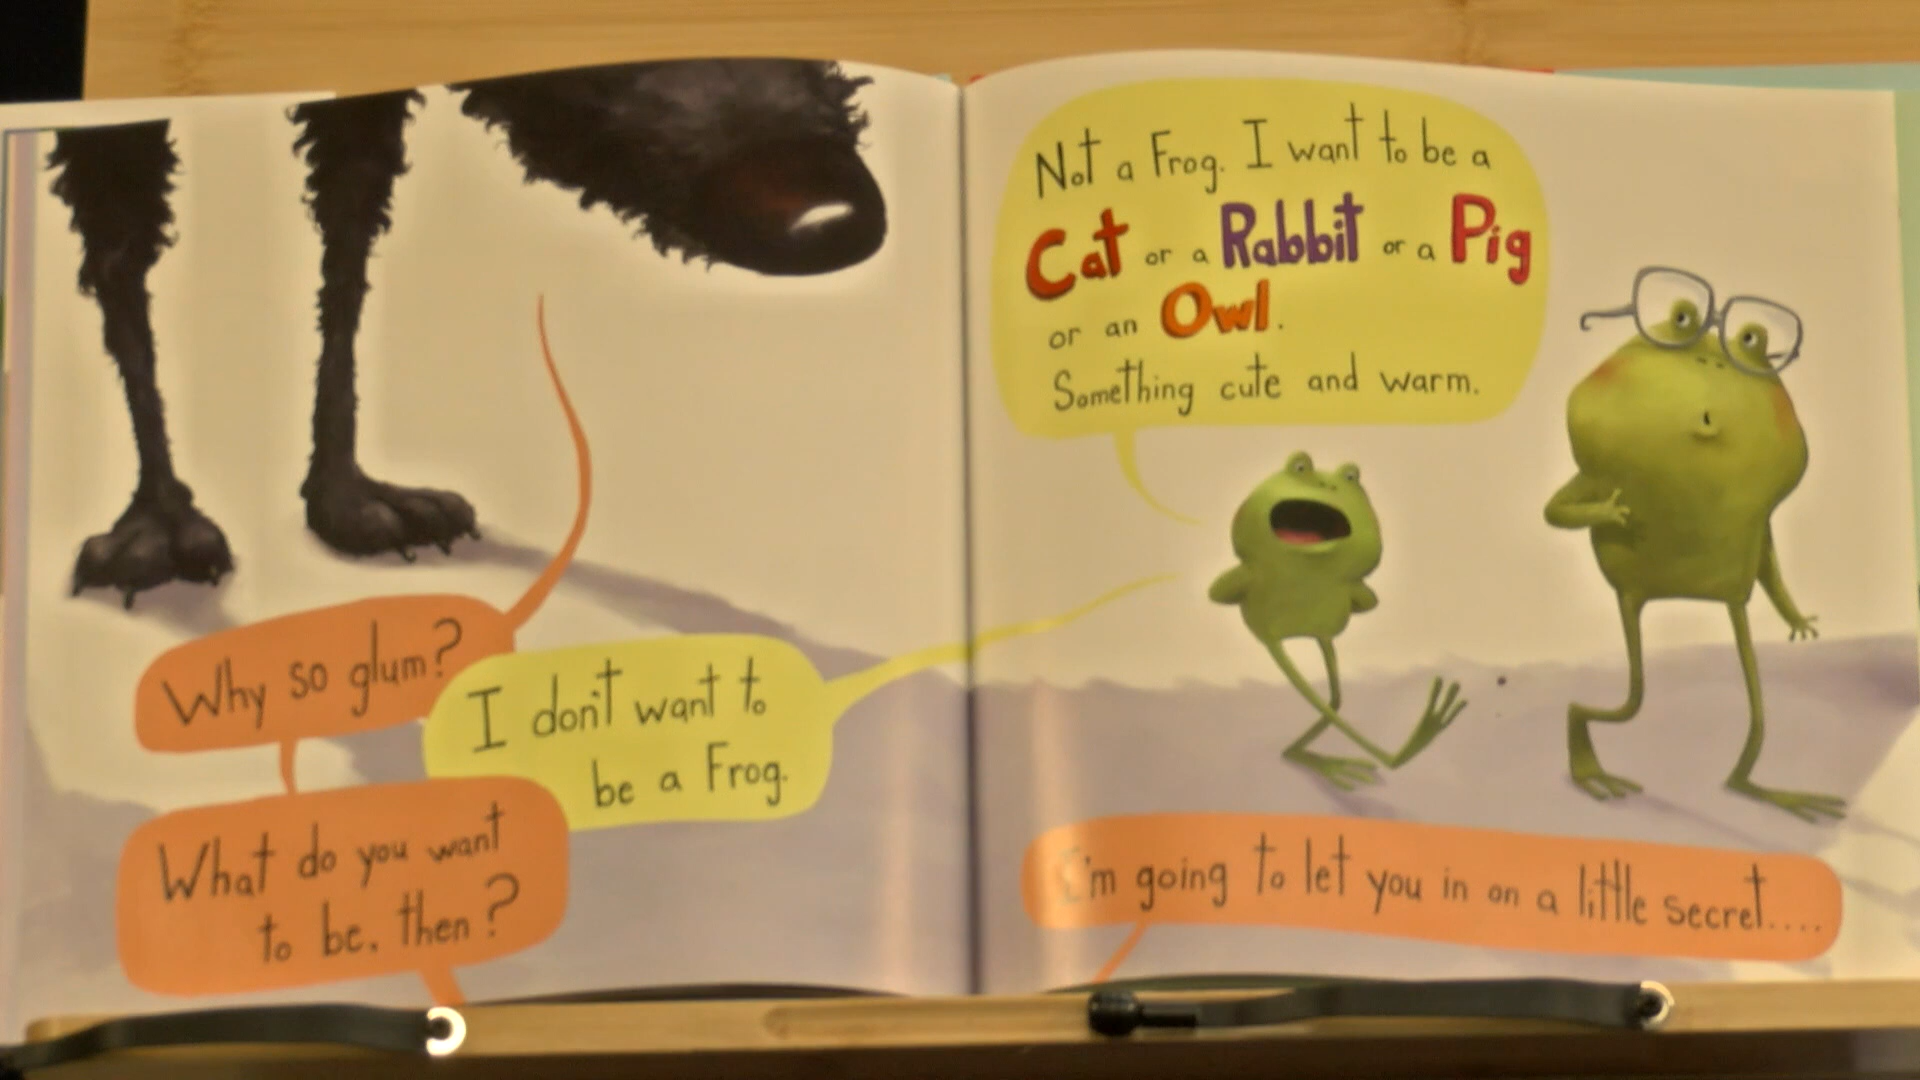 Why so glum?
I don't want to
be a Frog.
What do you want
to be, then?
Not a Frog. I want to be a
Cat or a Rabbit or a Pig
or an Owl.
Something cute and warm.
I'm going to let you in on a little secret....